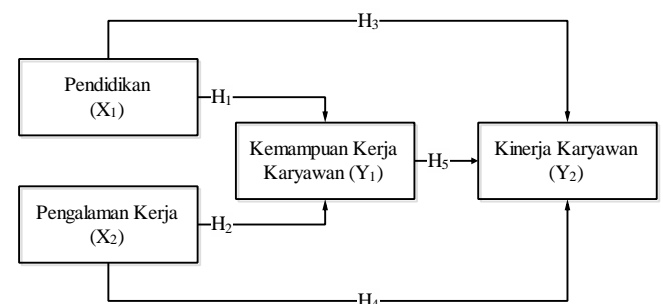 H3
Pendidikan
(X1)
H1
Kemampuan Kerja
Karyawan (Y1)
H5
Kinerja Karyawan
(Y2)
Pengalaman Kerja
(X2)
H2
H4